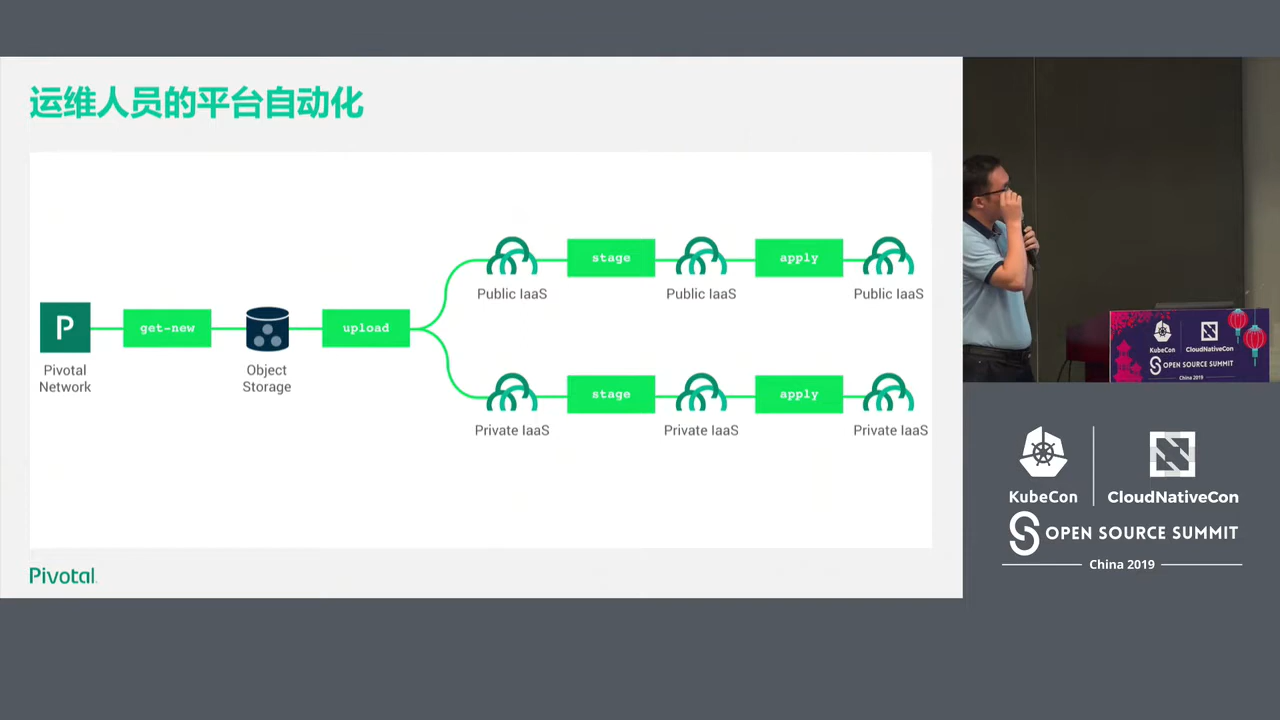 运维人员的平台自动化
Public IaaS
stage
Public IaaS
apply
Public IaaS
P
Pivotal
Network
get-new
Object
Storage
upload
Private IaaS
stage
Private IaaS
apply
Private IaaS
Pivotal
KubeCon
CloudNativeCon
OPEN SOURCE SUMMIT
China 2019
KubeCon
CloudNativeCon
OPEN SOURCE SUMMIT
China 2019